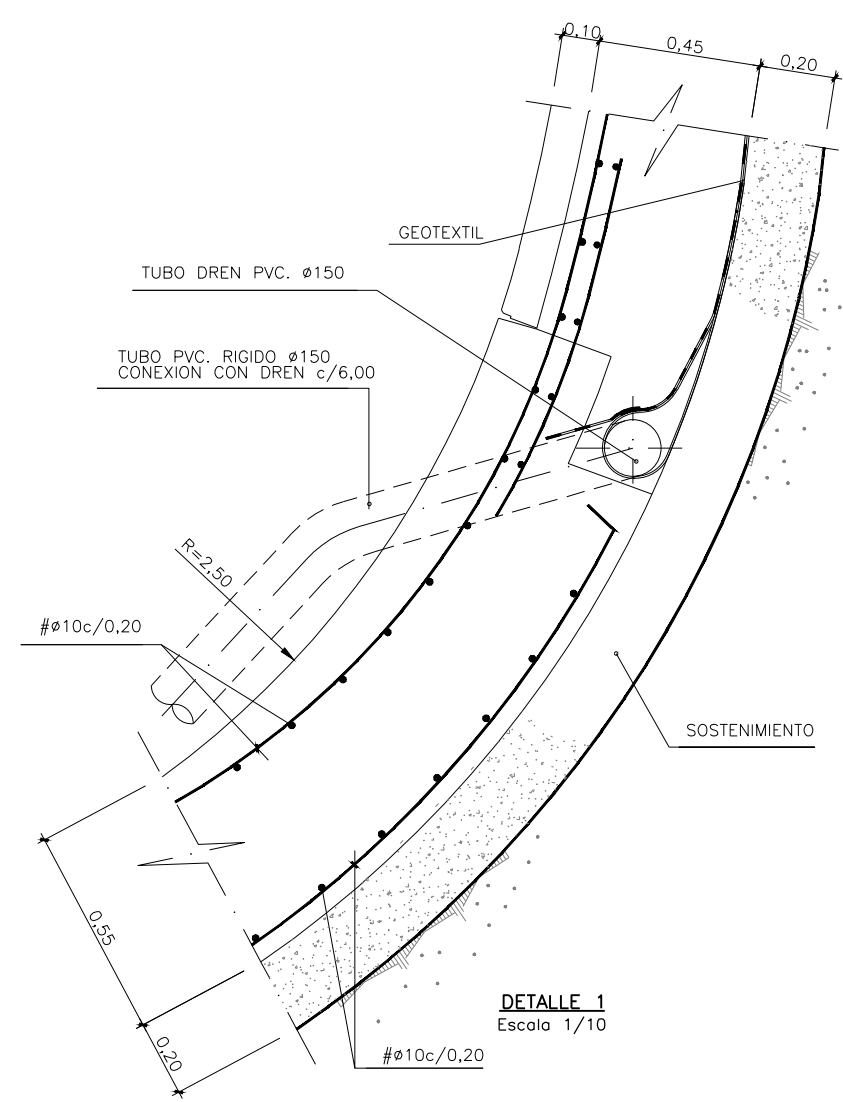 0,10
0,45
0,20
GEOTEXTIL
TUBO DREN PVC. ø150
TUBO PVC. RIGIDO ø150
CONEXION CON DREN c/6,00
R=2,50
#ø10c/0,20
SOSTENIMIENTO
0,55
0,20
DETALLE 1
Escala 1/10
#ø10c/0,20